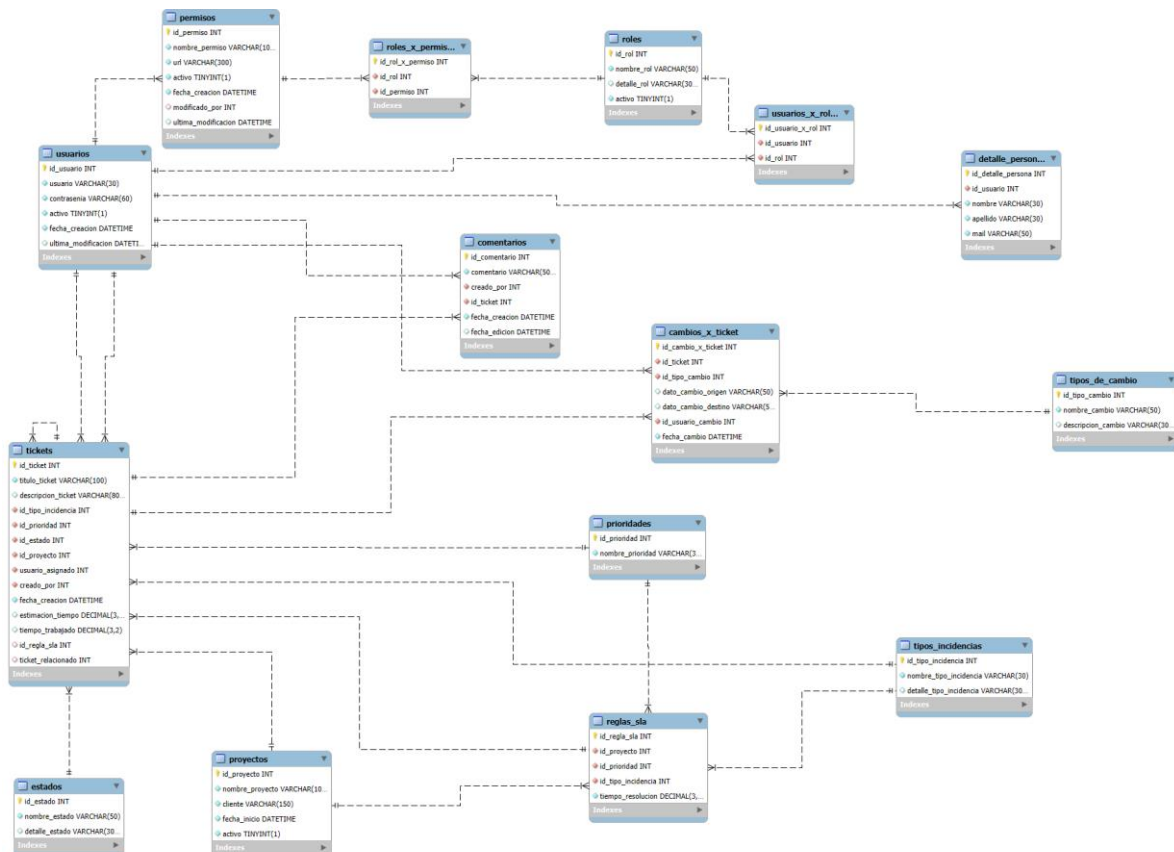 permisos
id_permiso INT
nombre_permiso VARCHAR(10...
url VARCHAR(300)
activo TINYINT(1)
fecha_creacion DATETIME
modificado_por INT
ultima_modificacion DATETIME
Indexes
roles_x_permis...
id_rol_x_permiso INT
id_rol INT
id_permiso INT
Indexes
roles
id_rol INT
nombre_rol VARCHAR(50)
detalle_rol VARCHAR(30...
activo TINYINT(1)
Indexes
usuarios_x_rol...
id_usuario_x_rol INT
id_usuario INT
id_rol INT
Indexes
usuarios
id_usuario INT
usuario VARCHAR(30)
contrasenia VARCHAR(60)
activo TINYINT(1)
fecha_creacion DATETIME
ultima_modificacion DATETI...
Indexes
detalle_person...
id_detalle_persona INT
id_usuario INT
nombre VARCHAR(30)
apellido VARCHAR(30)
mail VARCHAR(50)
Indexes
comentarios
id_comentario INT
comentario VARCHAR(50...
creado_por INT
id_ticket INT
fecha_creacion DATETIME
fecha_edicion DATETIME
Indexes
cambios_x_ticket
id_cambio_x_ticket INT
id_ticket INT
id_tipo_cambio INT
dato_cambio_origen VARCHAR(50)
dato_cambio_destino VARCHAR(5...
id_usuario_cambio INT
fecha_cambio DATETIME
Indexes
tipos_de_cambio
id_tipo_cambio INT
nombre_cambio VARCHAR(50)
descripcion_cambio VARCHAR(30...
Indexes
tickets
id_ticket INT
titulo_ticket VARCHAR(100)
descripcion_ticket VARCHAR(80...
id_tipo_incidencia INT
id_prioridad INT
id_estado INT
id_proyecto INT
usuario_asignado INT
creado_por INT
fecha_creacion DATETIME
estimacion_tiempo DECIMAL(3,...
tiempo_trabajado DECIMAL(3,2)
id_regla_sla INT
ticket_relacionado INT
Indexes
prioridades
id_prioridad INT
nombre_prioridad VARCHAR(3...
Indexes
tipos_incidencias
id_tipo_incidencia INT
nombre_tipo_incidencia VARCHAR(30)
detalle_tipo_incidencia VARCHAR(30...
Indexes
reglas_sla
id_regla_sla INT
id_proyecto INT
id_prioridad INT
id_tipo_incidencia INT
tiempo_resolucion DECIMAL(3,...
Indexes
proyectos
id_proyecto INT
nombre_proyecto VARCHAR(10...
cliente VARCHAR(150)
fecha_inicio DATETIME
activo TINYINT(1)
Indexes
estados
id_estado INT
nombre_estado VARCHAR(50)
detalle_estado VARCHAR(30...
Indexes